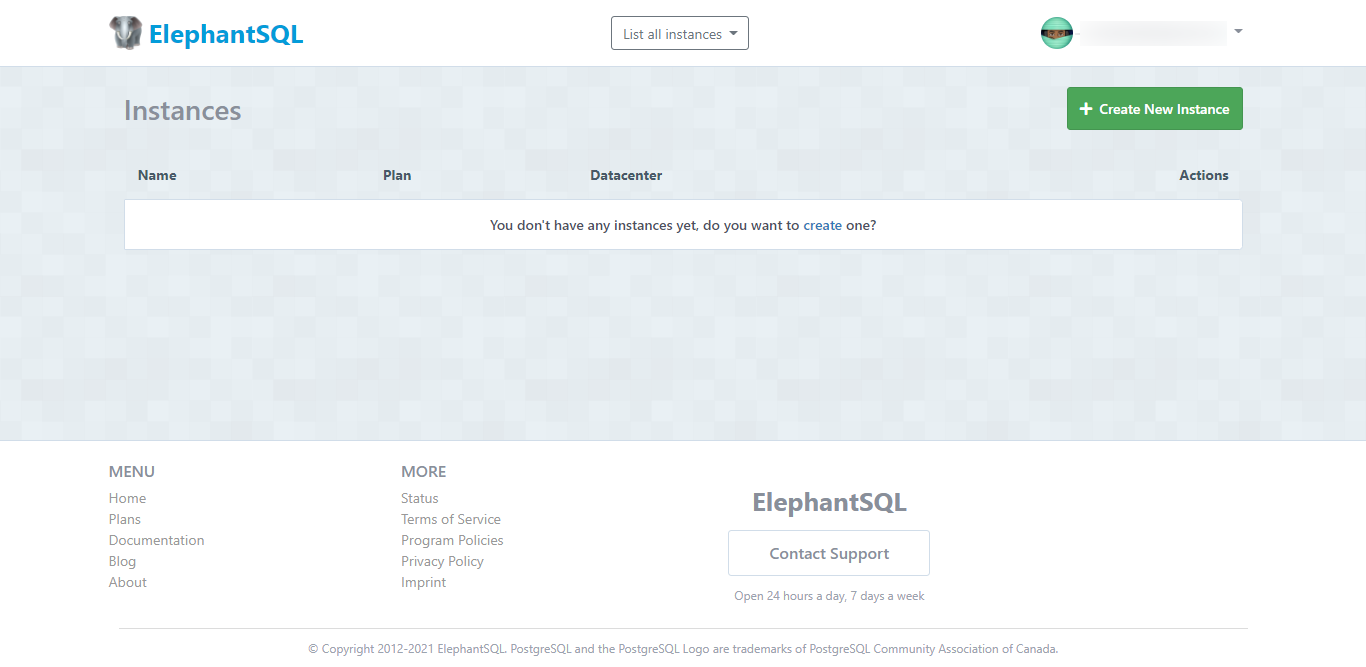 ElephantSQL
List all instances
Instances
Create New Instance
Name Plan Datacenter Actions
You don't have any instances yet, do you want to create one?
MENU
Home
Plans
Documentation
Blog
About
MORE
Status
Terms of Service
Program Policies
Privacy Policy
Imprint
ElephantSQL
Contact Support
Open 24 hours a day, 7 days a week
© Copyright 2012-2021 ElephantSQL. PostgreSQL and the PostgreSQL Logo are trademarks of PostgreSQL Community Association of Canada.